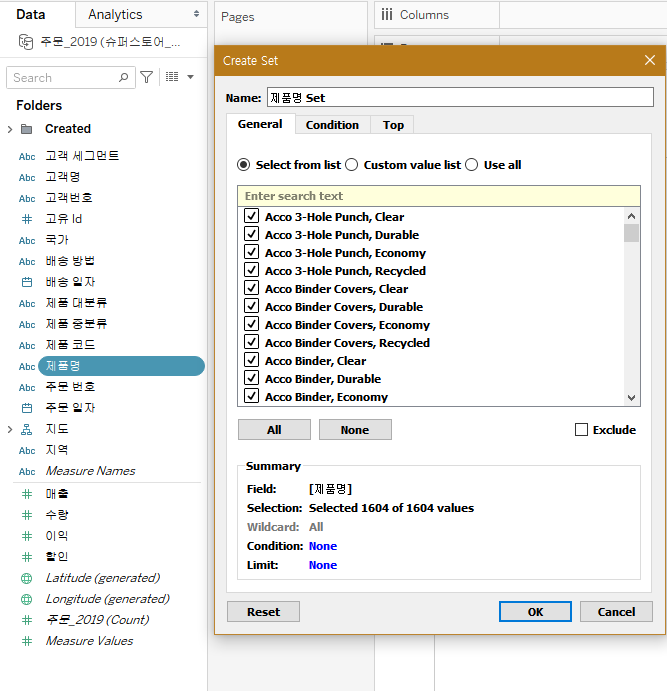 Data
Analytics
주문_2019 (슈퍼스토어_...
Search
Folders
Created
Abc 고객 세그먼트
Abc 고객명
Abc 고객번호
# 고유 Id
Abc 국가
Abc 배송 방법
배송 일자
Abc 제품 대분류
Abc 제품 중분류
Abc 제품 코드
Abc 제품명
Abc 주문 번호
주문 일자
지도
Abc 지역
Abc Measure Names
# 매출
# 수량
# 이익
# 할인
Latitude (generated)
Longitude (generated)
# 주문_2019 (Count)
# Measure Values
Pages
Columns
Create Set
Name: 제품명 Set
General
Condition
Top
Select from list
Custom value list
Use all
Enter search text
Acco 3-Hole Punch, Clear
Acco 3-Hole Punch, Durable
Acco 3-Hole Punch, Economy
Acco 3-Hole Punch, Recycled
Acco Binder Covers, Clear
Acco Binder Covers, Durable
Acco Binder Covers, Economy
Acco Binder Covers, Recycled
Acco Binder, Clear
Acco Binder, Durable
Acco Binder, Economy
All
None
Exclude
Summary
Field: [제품명]
Selection: Selected 1604 of 1604 values
Wildcard: All
Condition: None
Limit: None
Reset
OK
Cancel